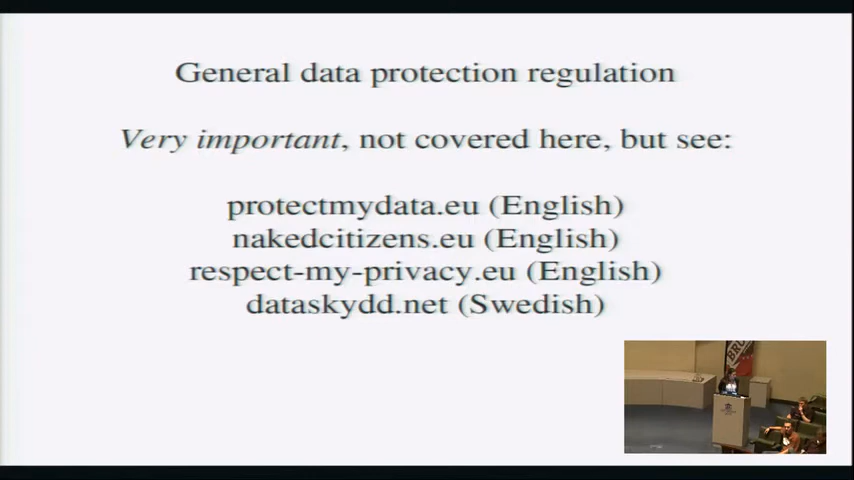 General data protection regulation
Very important, not covered here, but see:
protectmydata.eu (English)
nakedcitizens.eu (English)
respect-my-privacy.eu (English)
dataskydd.net (Swedish)
BRU